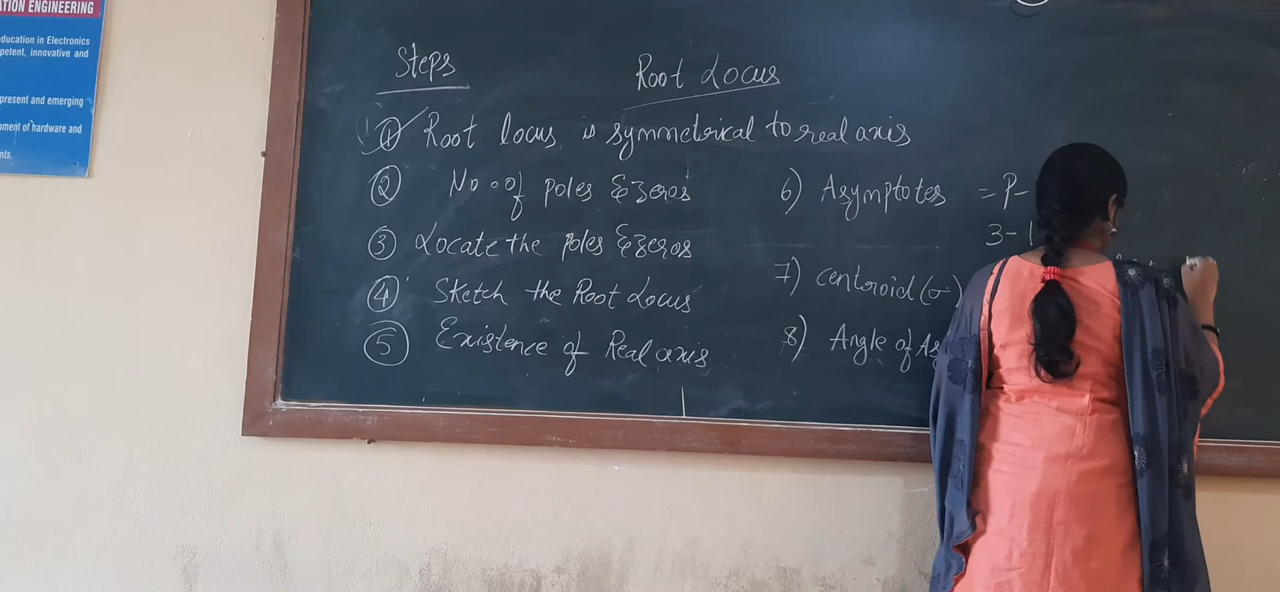 ATION ENGINEERING
ducation in Electronics
petent, innovative and
present and emerging
ment of hardware and
nts.
Steps
Root Locus
① Root locus is symmetrical to real axis
② No. of poles & zeros
③ Locate the poles & zeros
④ Sketch the Root Locus
⑤ Existence of Real axis
6) Asymptotes = P-
3-1
7) Centroid (σ)
8) Angle of As